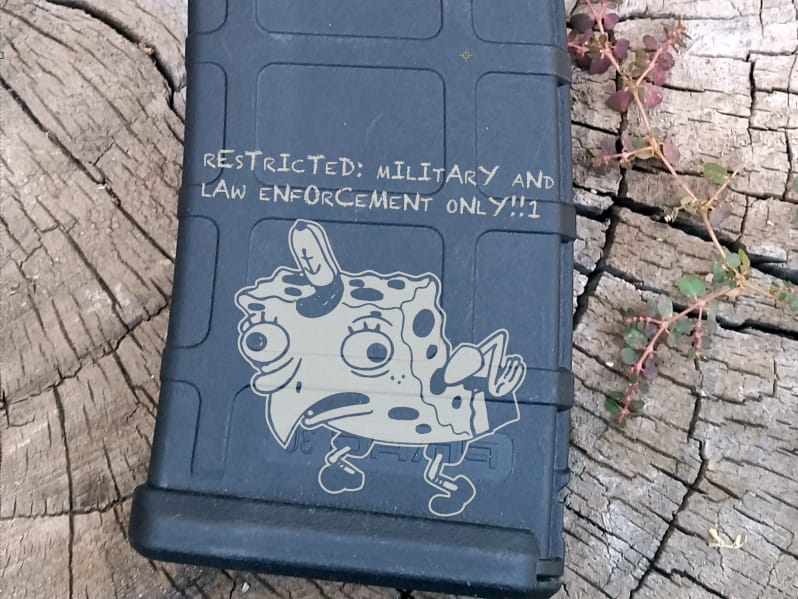 RESTRICTED: MILITARY AND
LAW ENFORCEMENT ONLY!!1